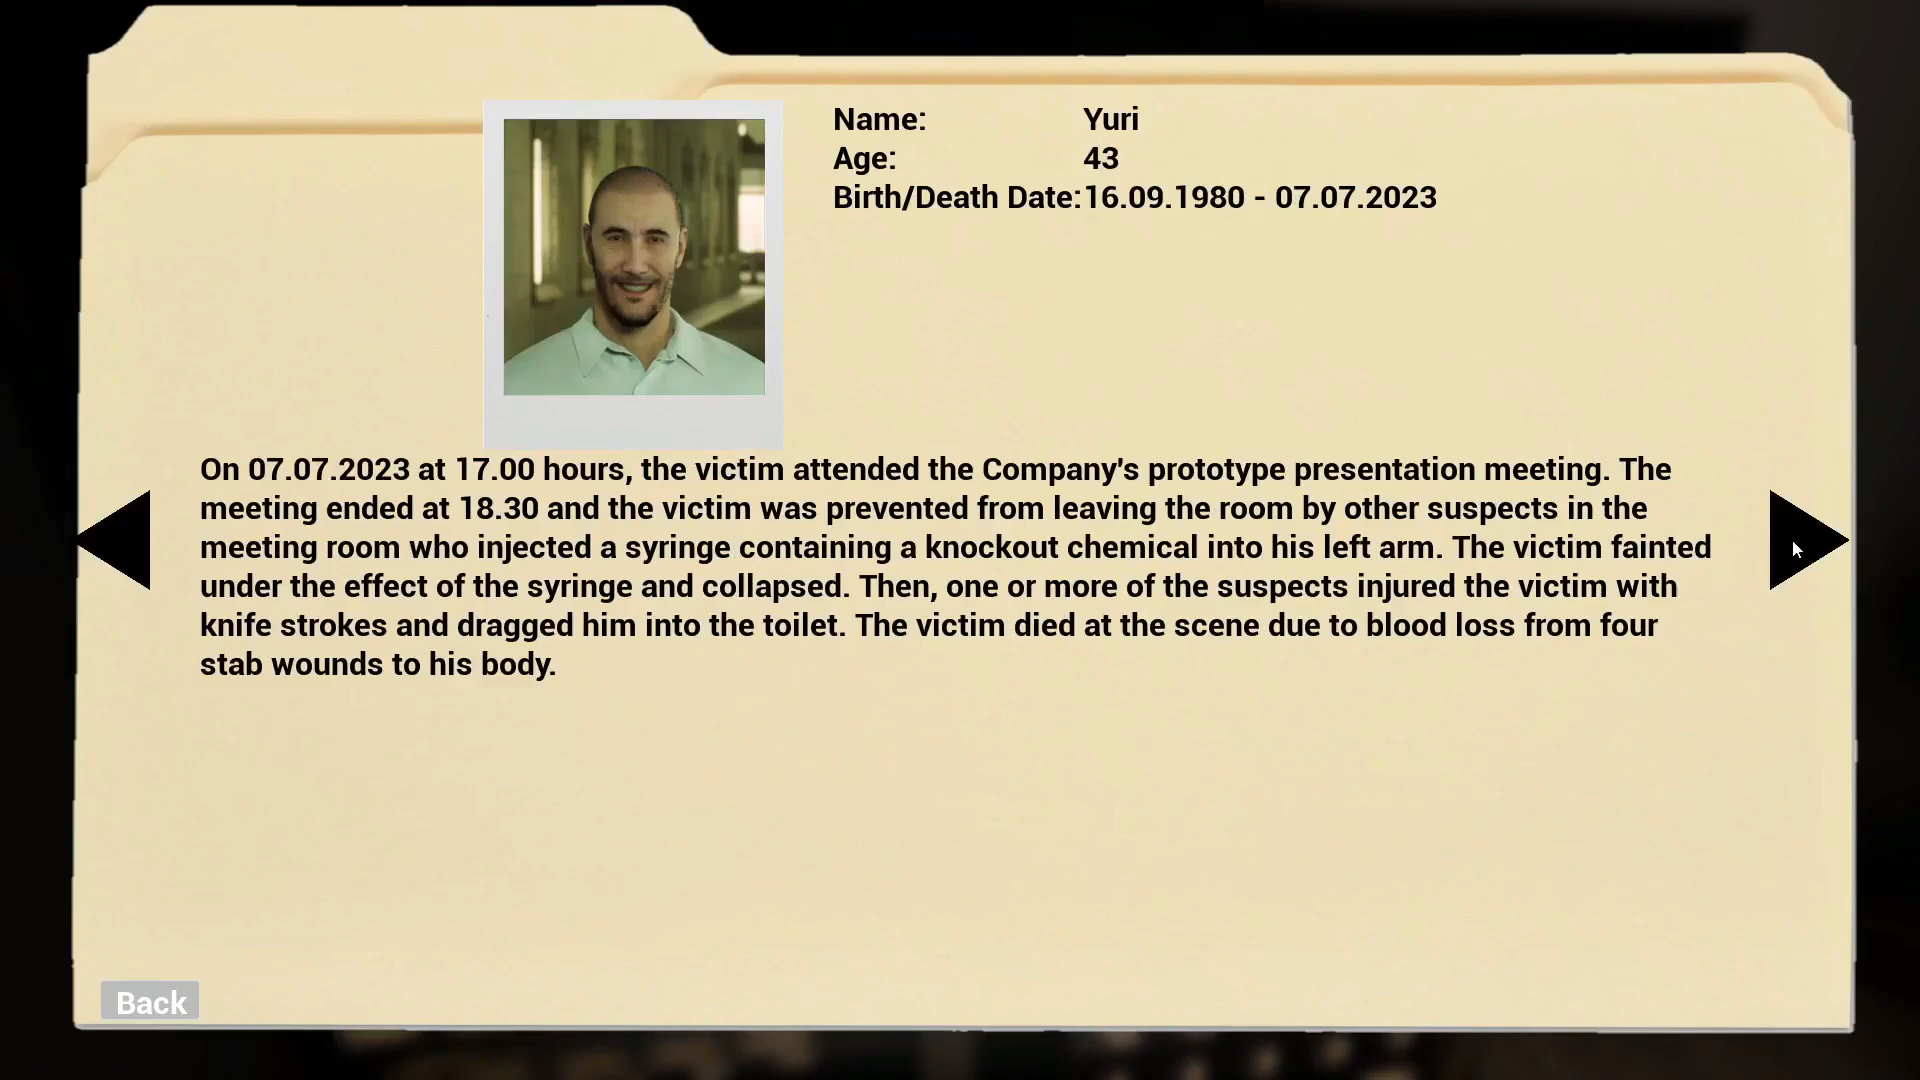 Name: Yuri
Age: 43
Birth/Death Date:16.09.1980 - 07.07.2023
On 07.07.2023 at 17.00 hours, the victim attended the Company's prototype presentation meeting. The
meeting ended at 18.30 and the victim was prevented from leaving the room by other suspects in the
meeting room who injected a syringe containing a knockout chemical into his left arm. The victim fainted
under the effect of the syringe and collapsed. Then, one or more of the suspects injured the victim with
knife strokes and dragged him into the toilet. The victim died at the scene due to blood loss from four
stab wounds to his body.
Back